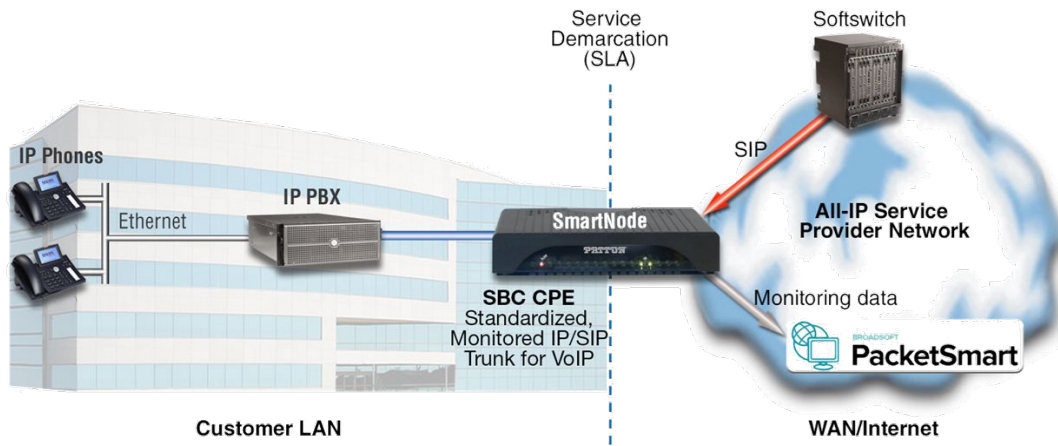 Service
Demarcation
(SLA)
Softswitch
SIP
IP Phones
Ethernet
IP PBX
SmartNode
PATTON
All-IP Service
Provider Network
SBC CPE
Standardized,
Monitored IP/SIP
Trunk for VoIP
Monitoring data
BROADSOFT
PacketSmart
Customer LAN
WAN/Internet